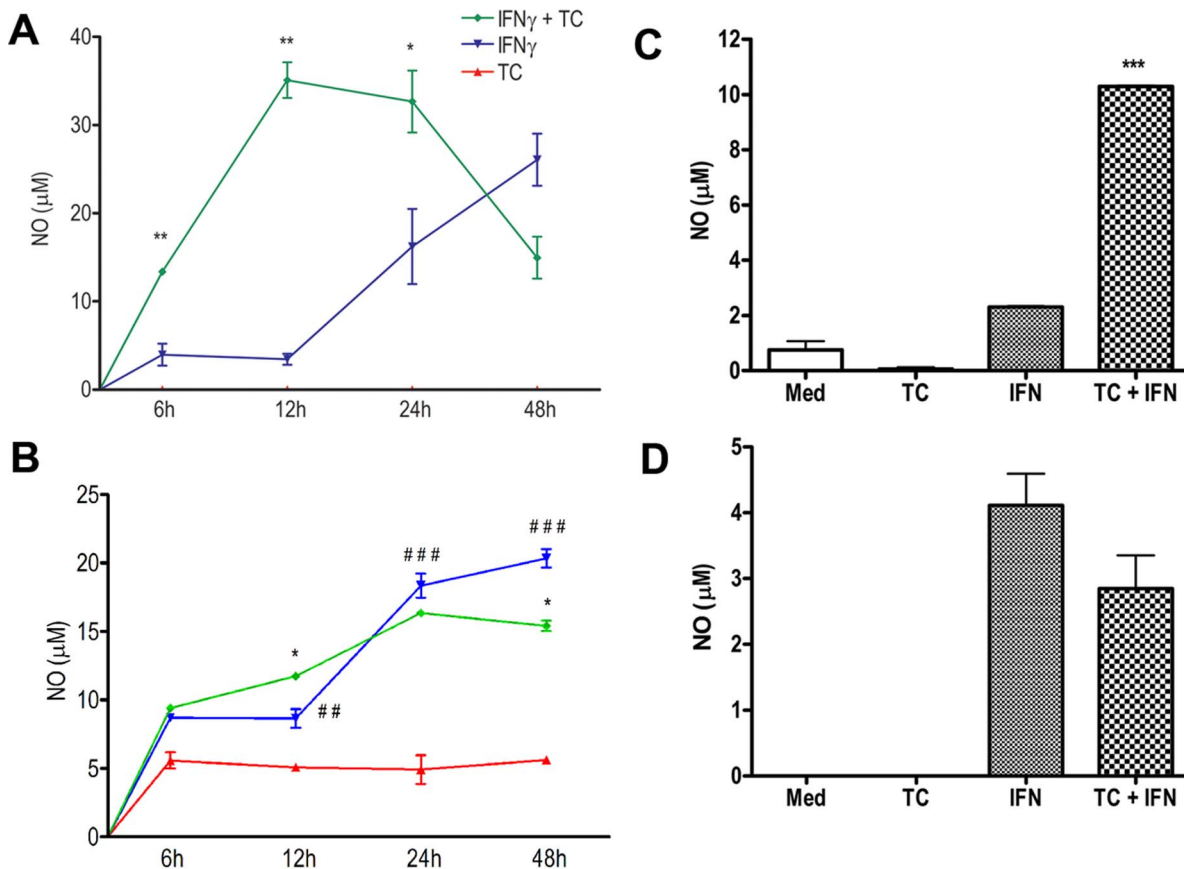 A
IFNγ + TC
IFNγ
TC
40
30
20
10
0
NO (μM)
**
**
*
6h
12h
24h
48h
B
25
20
15
10
5
0
NO (μM)
*
##
###
###
*
6h
12h
24h
48h
C
12
10
8
6
4
2
0
NO (μM)
***
Med
TC
IFN
TC + IFN
D
5
4
3
2
1
0
NO (μM)
Med
TC
IFN
TC + IFN